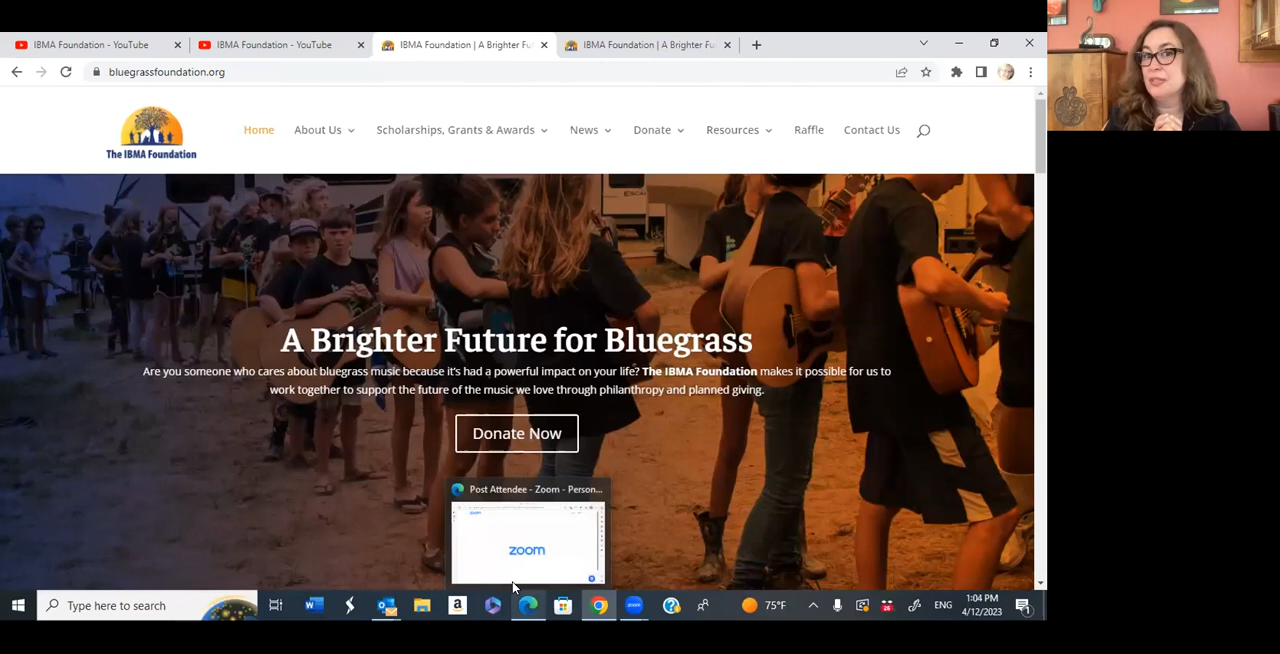 IBMA Foundation - YouTube
IBMA Foundation - YouTube
IBMA Foundation | A Brighter Fu
IBMA Foundation | A Brighter Fu
bluegrassfoundation.org
The IBMA Foundation
Home
About Us
Scholarships, Grants & Awards
News
Donate
Resources
Raffle
Contact Us
A Brighter Future for Bluegrass
Are you someone who cares about bluegrass music because it's had a powerful impact on your life? The IBMA Foundation makes it possible for us to
work together to support the future of the music we love through philanthropy and planned giving.
Donate Now
Post Attendee - Zoom - Person...
zoom
Type here to search
75°F
ENG
1:04 PM
4/12/2023